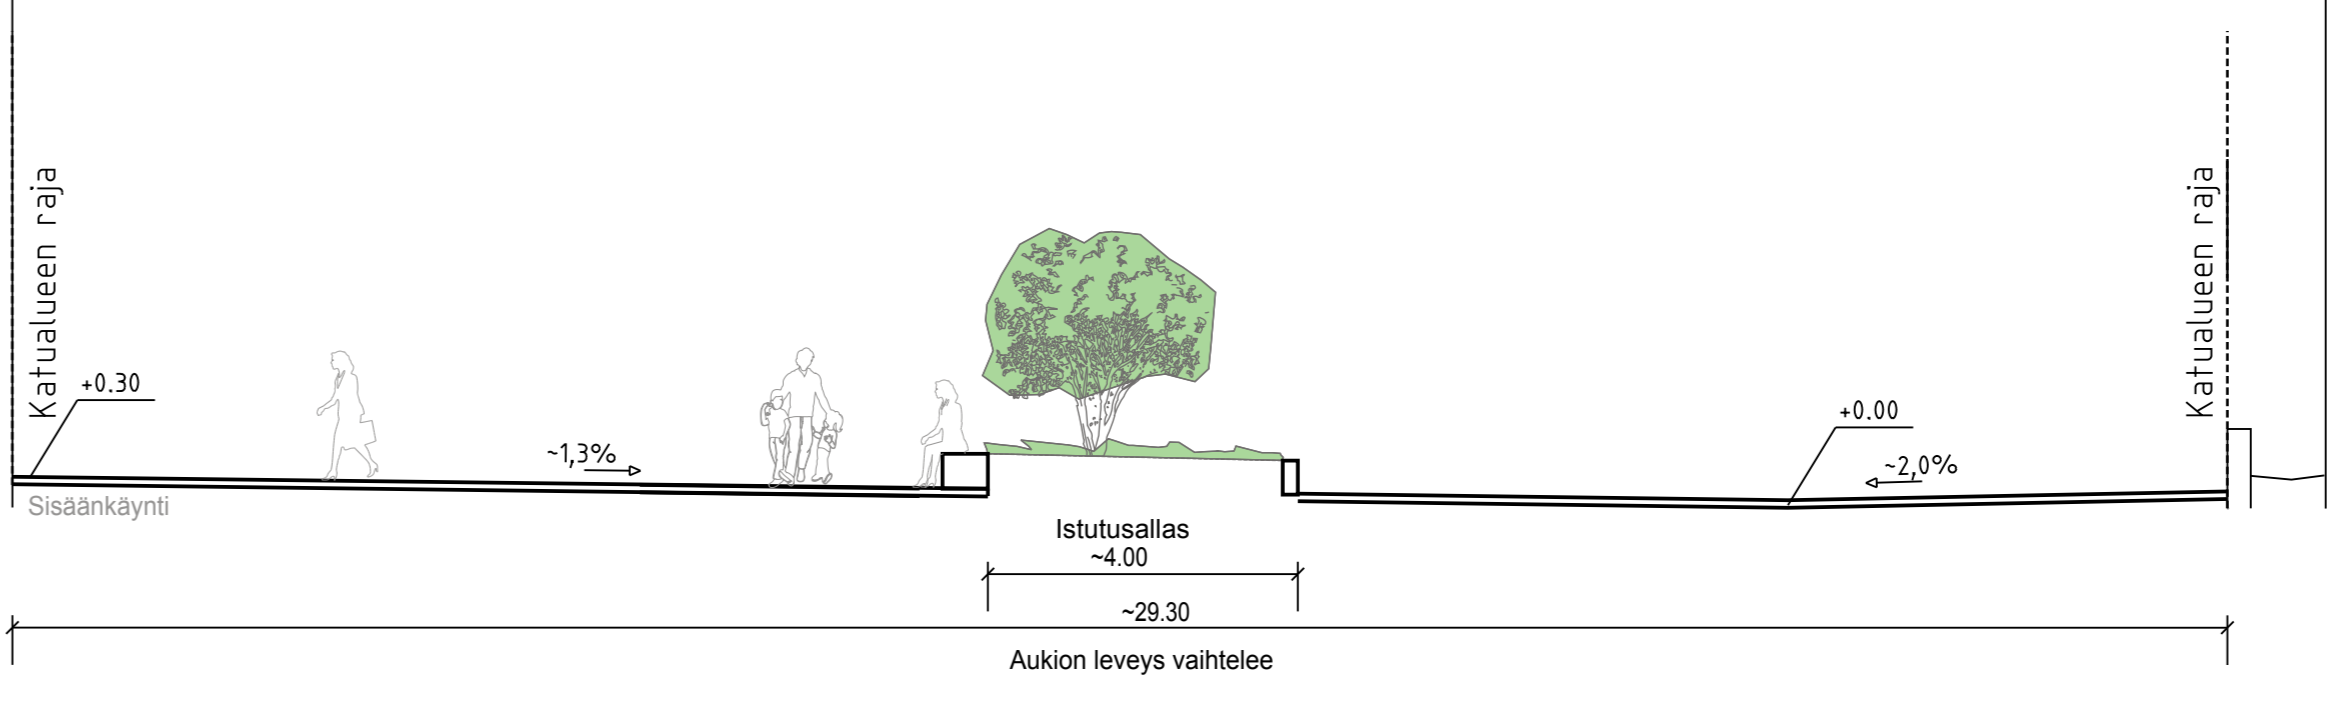 Katualueen raja
Katualueen raja
+0.30
+0.00
~1,3%
~2,0%
Sisäänkäynti
Istutusallas
~4.00
~29.30
Aukion leveys vaihtelee